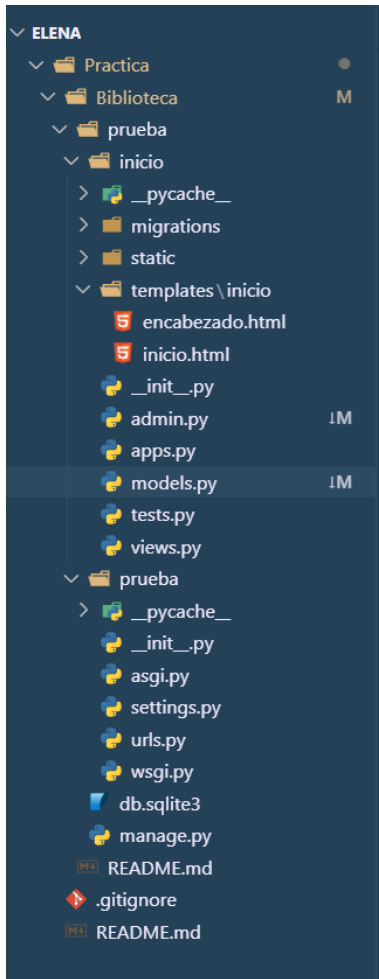 ELENA
Practica
Biblioteca M
prueba
inicio
__pycache__
migrations
static
templates\inicio
encabezado.html
inicio.html
__init__.py
admin.py ↓M
apps.py
models.py ↓M
tests.py
views.py
prueba
__pycache__
__init__.py
asgi.py
settings.py
urls.py
wsgi.py
db.sqlite3
manage.py
M↓ README.md
.gitignore
M↓ README.md